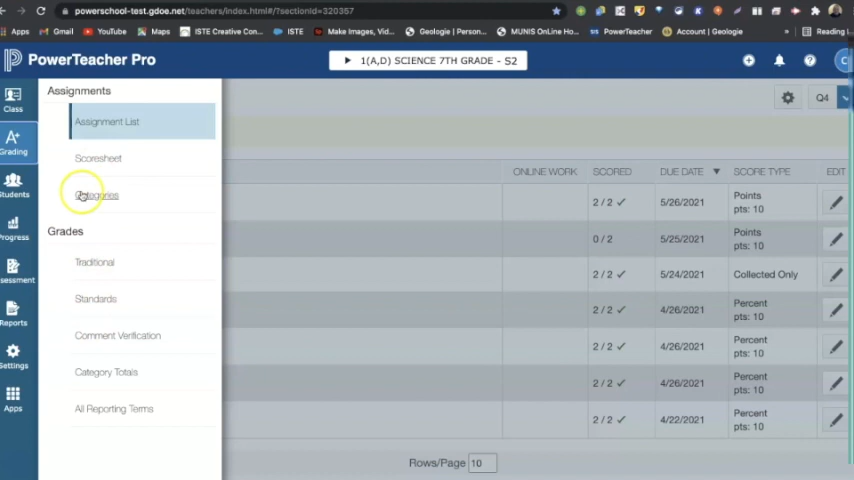 powerschool-test.gdoe.net/teachers/index.html#/?sectionid=320357
Apps Gmail YouTube Maps ISTE Creative Con... ISTE Make Images, Vid... Geologie | Person... MUNIS OnLine Ho... PowerTeacher Account | Geologie » Reading L
PowerTeacher Pro
1(A,D) SCIENCE 7TH GRADE - S2
Class
Grading
Students
Progress
ssessment
Reports
Settings
Apps
Assignments
Assignment List
Scoresheet
Categories
Grades
Traditional
Standards
Comment Verification
Category Totals
All Reporting Terms
Q4
ONLINE WORK SCORED DUE DATE SCORE TYPE EDIT
2 / 2 5/26/2021 Points
pts: 10
0 / 2 5/25/2021 Points
pts: 10
2 / 2 5/24/2021 Collected Only
2 / 2 4/26/2021 Percent
pts: 10
2 / 2 4/26/2021 Percent
pts: 10
2 / 2 4/26/2021 Percent
pts: 10
2 / 2 4/22/2021 Percent
pts: 10
Rows/Page 10